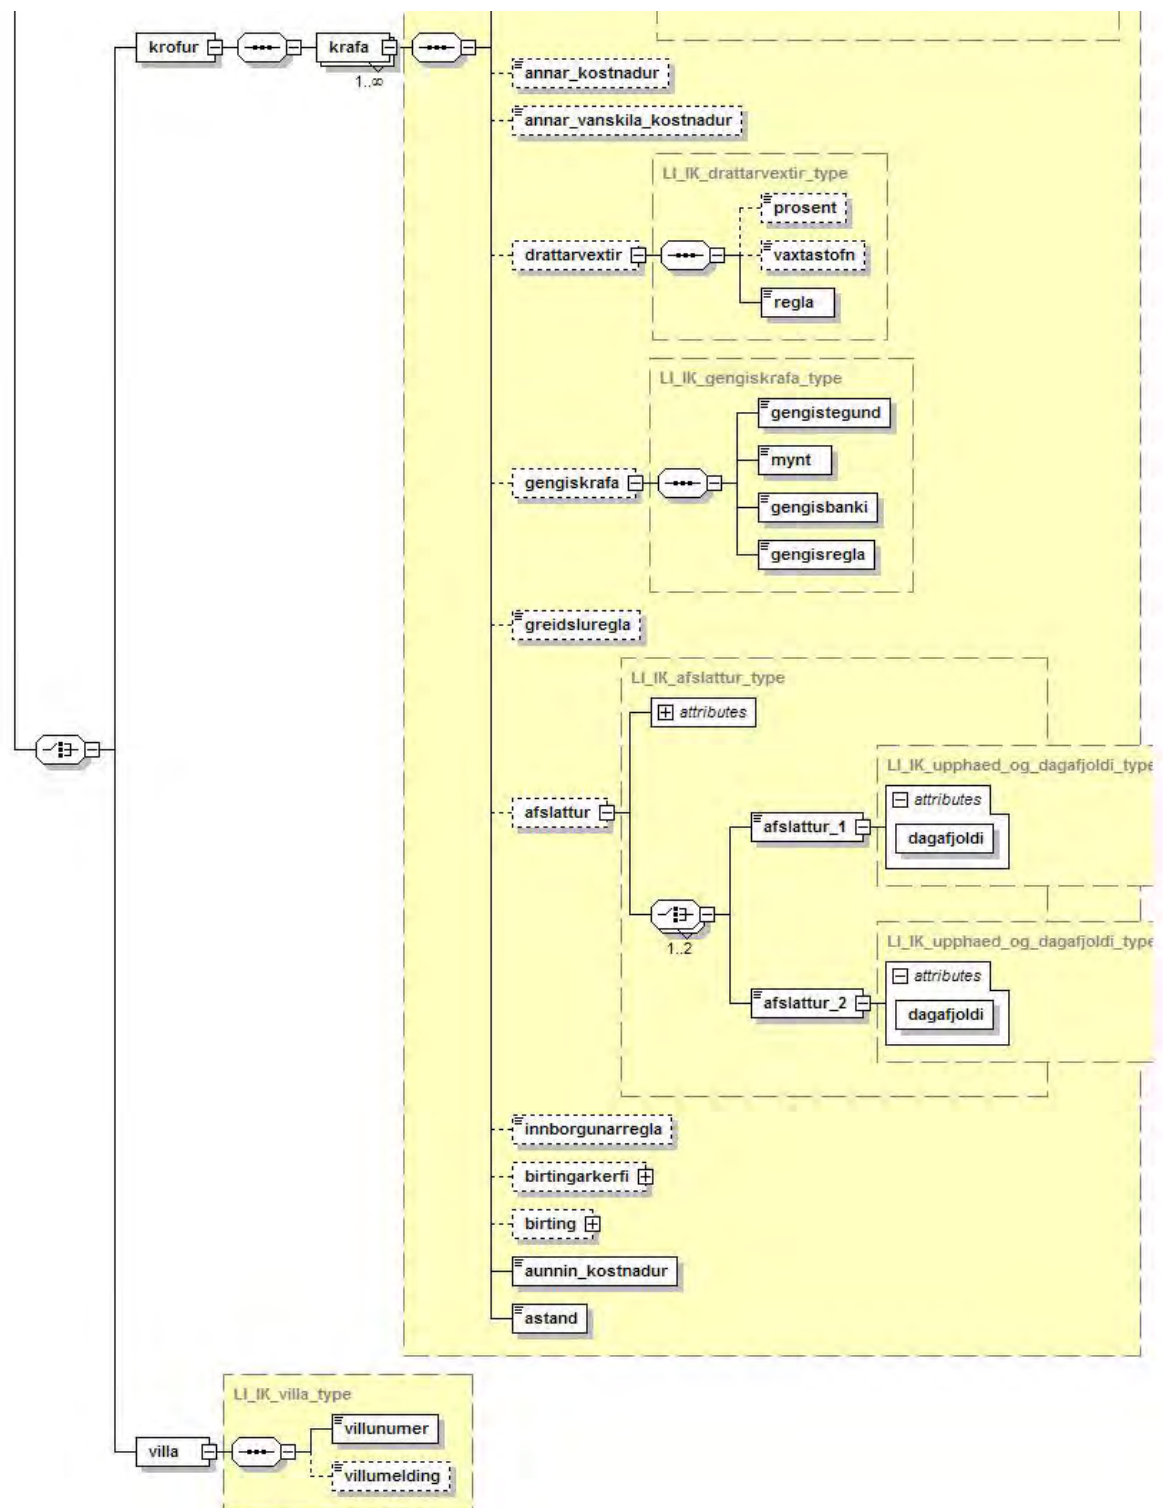 krofur
krafa
1..∞
annar_kostnadur
annar_vanskila_kostnadur
LI_IK_drattarvextir_type
prosent
drattarvextir
vaxtastofn
regla
LI_IK_gengiskrafa_type
gengistegund
mynt
gengiskrafa
gengisbanki
gengisregla
greidsluregla
LI_IK_afslattur_type
attributes
LI_IK_upphaed_og_dagafjoldi_type
attributes
afslattur
afslattur_1
dagafjoldi
1..2
LI_IK_upphaed_og_dagafjoldi_type
attributes
afslattur_2
dagafjoldi
innborgunarregla
birtingarkerfi
birting
aunnin_kostnadur
astand
LI_IK_villa_type
villunumer
villa
villumelding